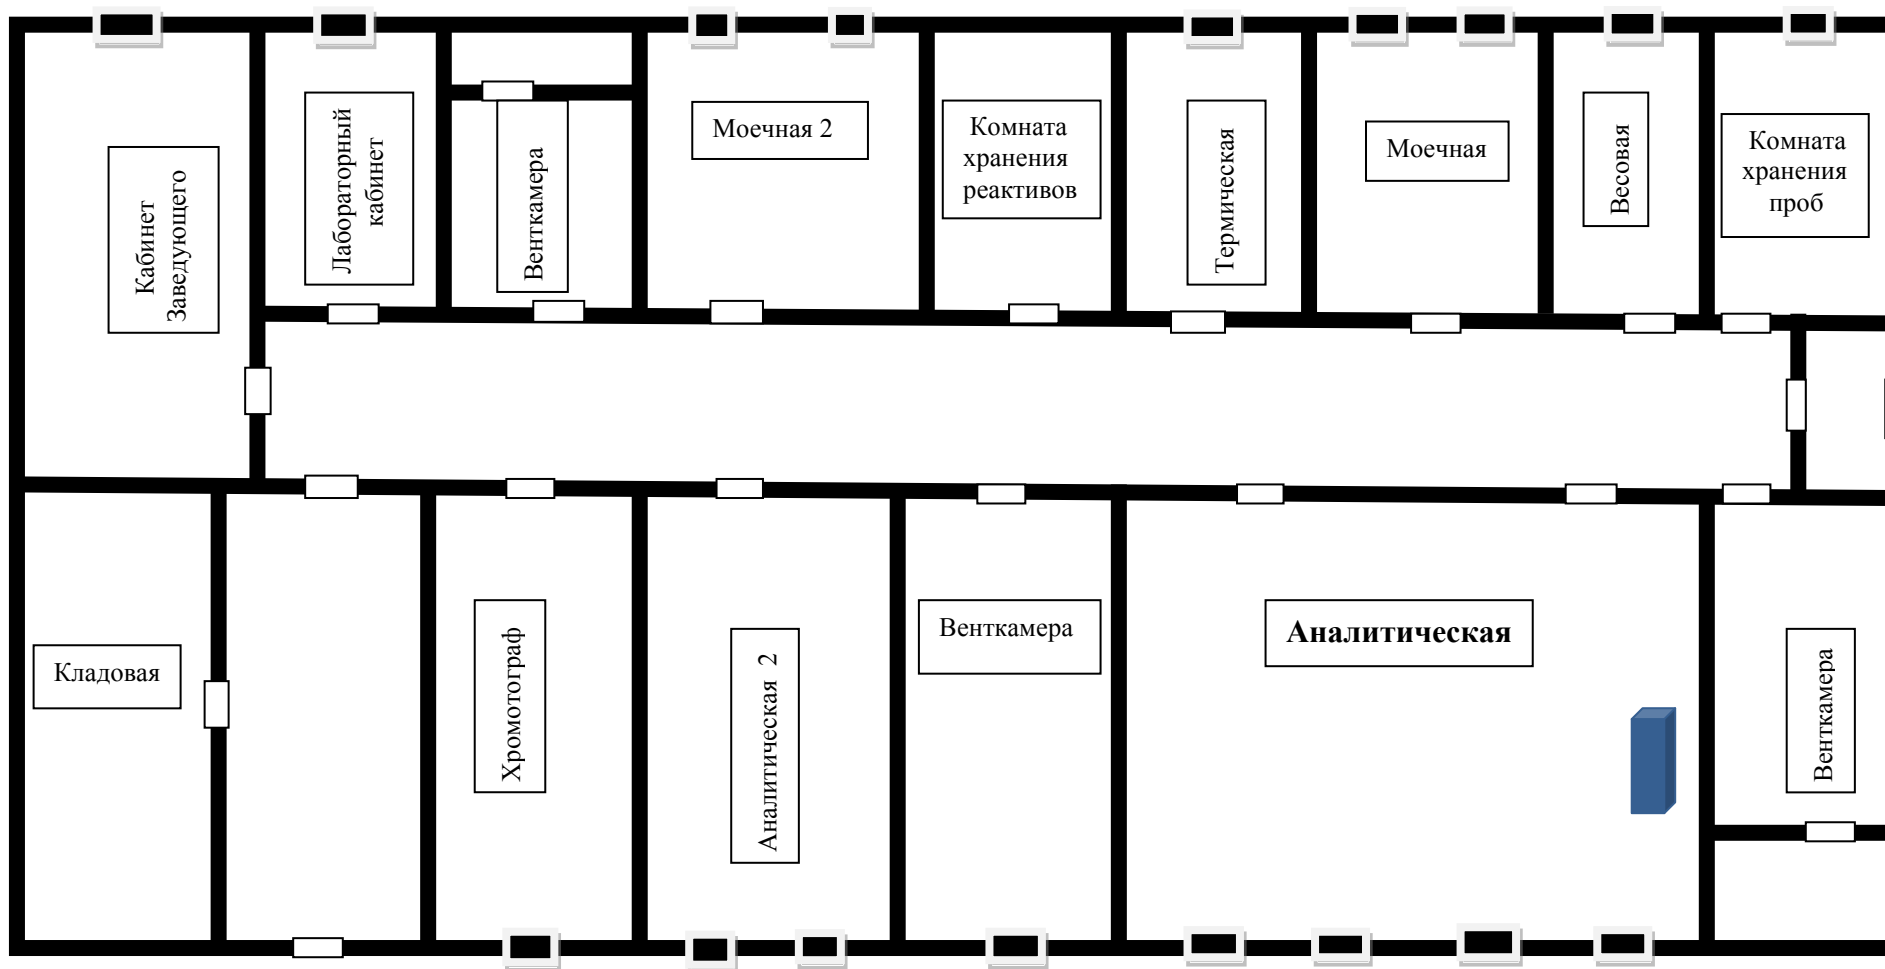 Кабинет
Заведующего
Лабораторный
кабинет
Венткамера
Моечная 2
Комната
хранения
реактивов
Термическая
Моечная
Весовая
Комната
хранения
проб
Кладовая
Хромотограф
Аналитическая 2
Венткамера
Аналитическая
Венткамера